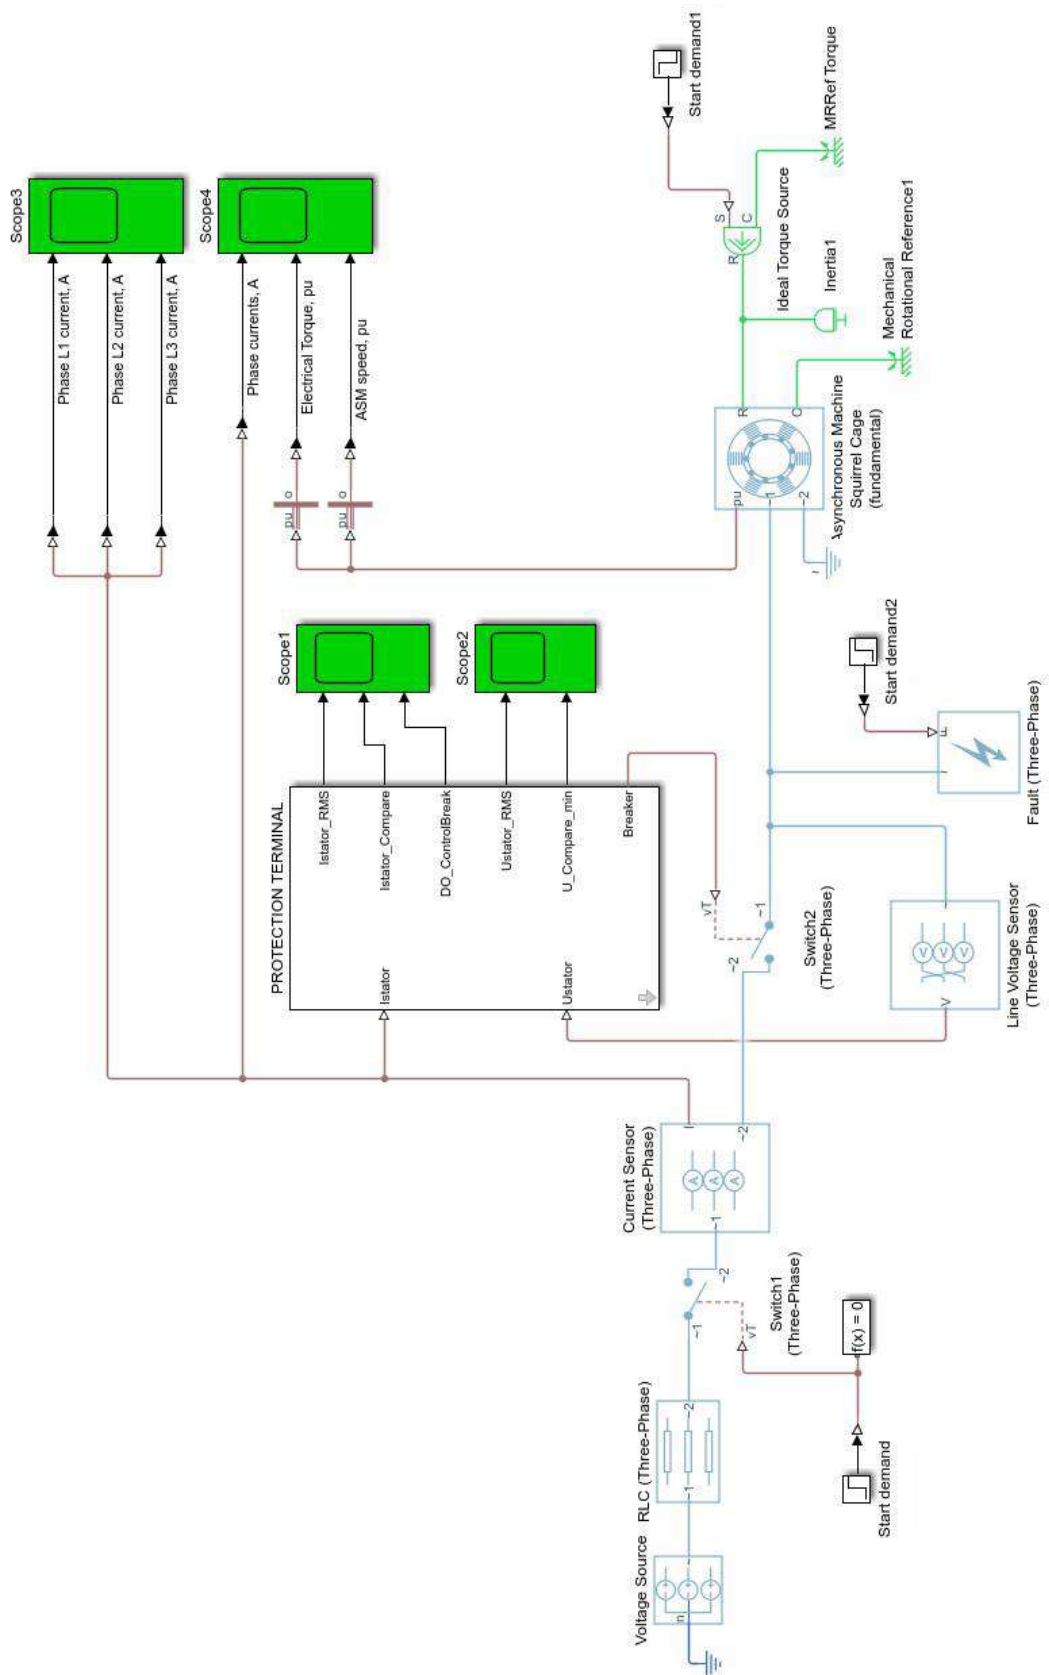 Scope3
Phase L1 current, A
Phase L2 current, A
Phase L3 current, A
Scope4
Phase currents, A
Electrical Torque, pu
ASM speed, pu
pu
o
pu
o
Start demand1
S
C
R
Ideal Torque Source
MRRef Torque
Inertia1
Mechanical
Rotational Reference1
R
C
pu
~1
~2
Asynchronous Machine
Squirrel Cage
(fundamental)
Scope1
Scope2
PROTECTION TERMINAL
Istator_RMS
Istator_Compare
DO_ControlBreak
Ustator_RMS
U_Compare_min
Breaker
Istator
Ustator
vT
~1
~2
Switch2
(Three-Phase)
Start demand2
F
Fault (Three-Phase)
V
V
V
V
Line Voltage Sensor
(Three-Phase)
Current Sensor
(Three-Phase)
I
~2
~1
A
A
A
~2
~1
vT
Switch1
(Three-Phase)
f(x) = 0
Start demand
RLC (Three-Phase)
~2
~1
Voltage Source
n